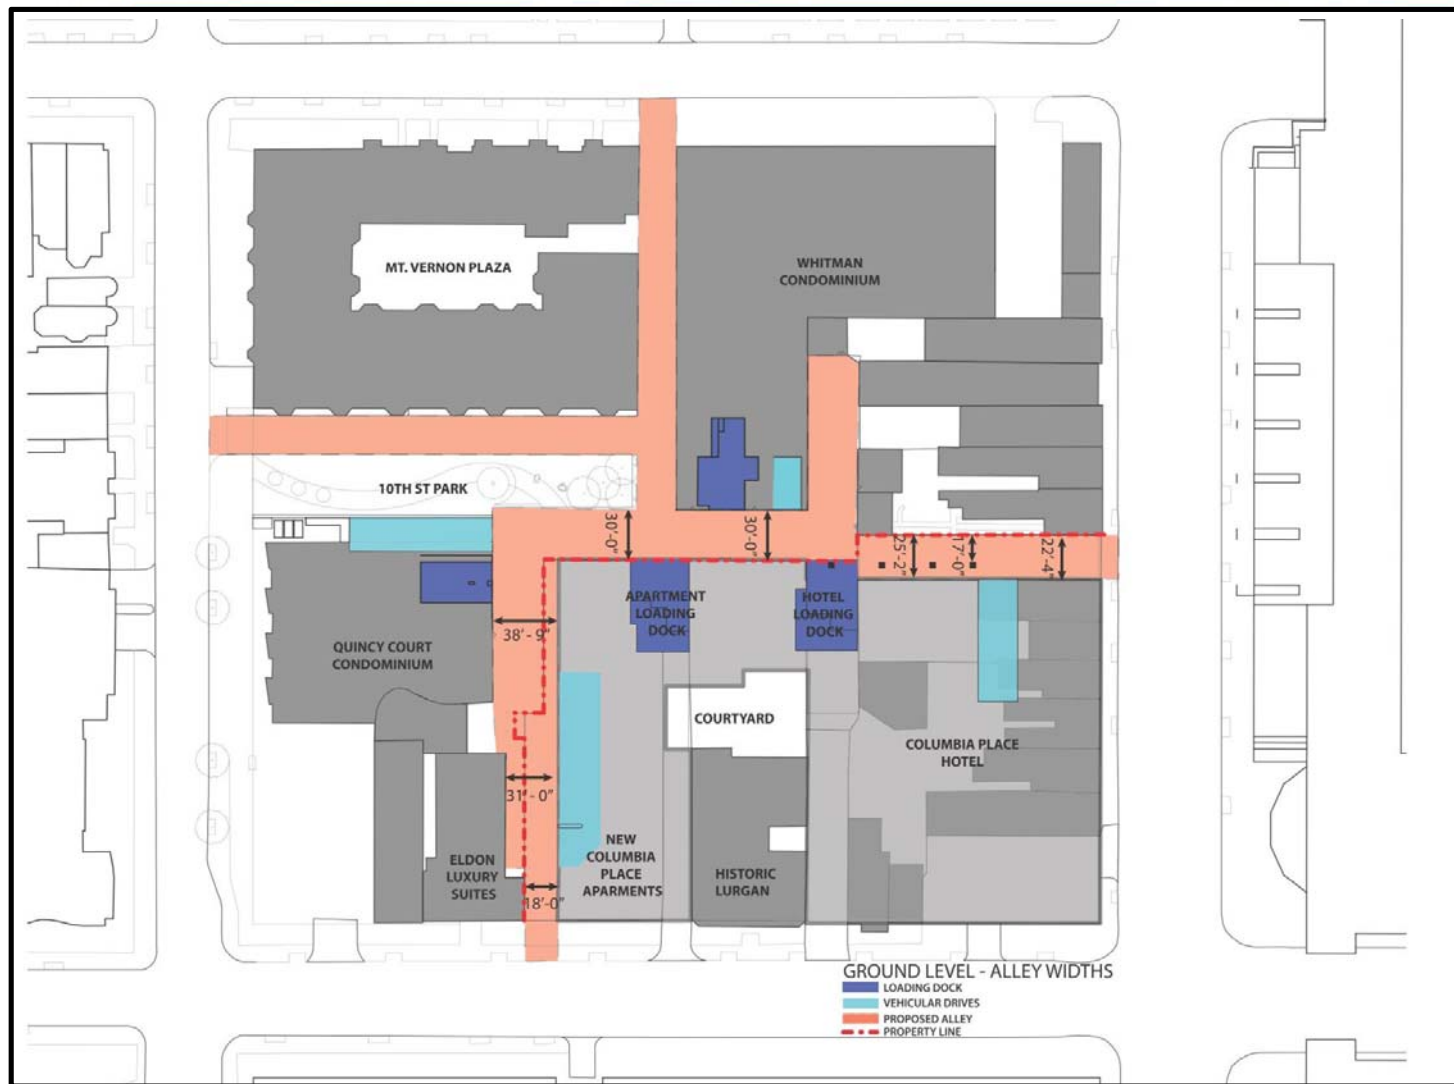 MT. VERNON PLAZA
WHITMAN
CONDOMINIUM
10TH ST PARK
30'-0"
30'-0"
25'-2"
17'-0"
22'-4"
APARTMENT
LOADING
DOCK
HOTEL
LOADING
DOCK
38'- 9"
QUINCY COURT
CONDOMINIUM
COURTYARD
COLUMBIA PLACE
HOTEL
31'- 0"
NEW
COLUMBIA
PLACE
APARMENTS
ELDON
LUXURY
SUITES
HISTORIC
LURGAN
18'-0"
GROUND LEVEL - ALLEY WIDTHS
LOADING DOCK
VEHICULAR DRIVES
PROPOSED ALLEY
PROPERTY LINE